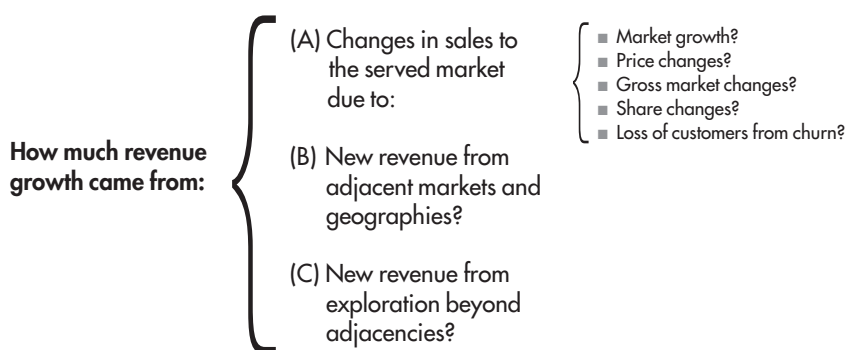 How much revenue
growth came from:
(A) Changes in sales to
the served market
due to:
■ Market growth?
■ Price changes?
■ Gross market changes?
■ Share changes?
■ Loss of customers from churn?
(B) New revenue from
adjacent markets and
geographies?
(C) New revenue from
exploration beyond
adjacencies?